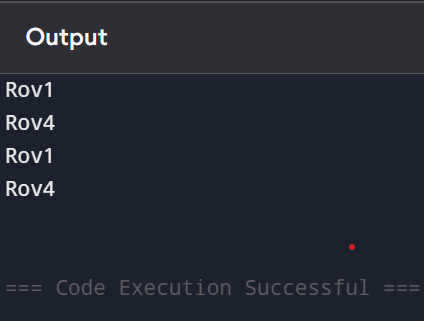 Output
Rov1
Rov4
Rov1
Rov4
=== Code Execution Successful ===